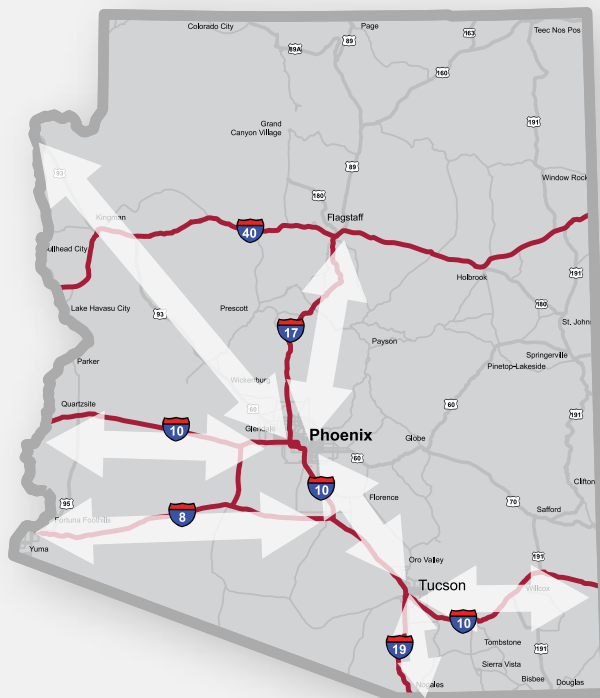 Colorado City
Page
163
Teec Nos Pos
89A
89
160
Grand
Canyon Village
191
89
93
Window Rock
180
Kingman
Flagstaff
40
ullhead City
Holbrook
191
Lake Havasu City
93
Prescott
180
17
St. Johns
Payson
Springerville
Parker
Pinetop-Lakeside
Wickenburg
Quartzsite
60
60
191
10
Glendale
Phoenix
Globe
60
Clifton
10
Florence
95
70
8
Safford
Fortuna Foothills
Yuma
191
Oro Valley
Tucson
Willcox
10
19
Tombstone
191
Sierra Vista
Bisbee
Douglas
Nogales